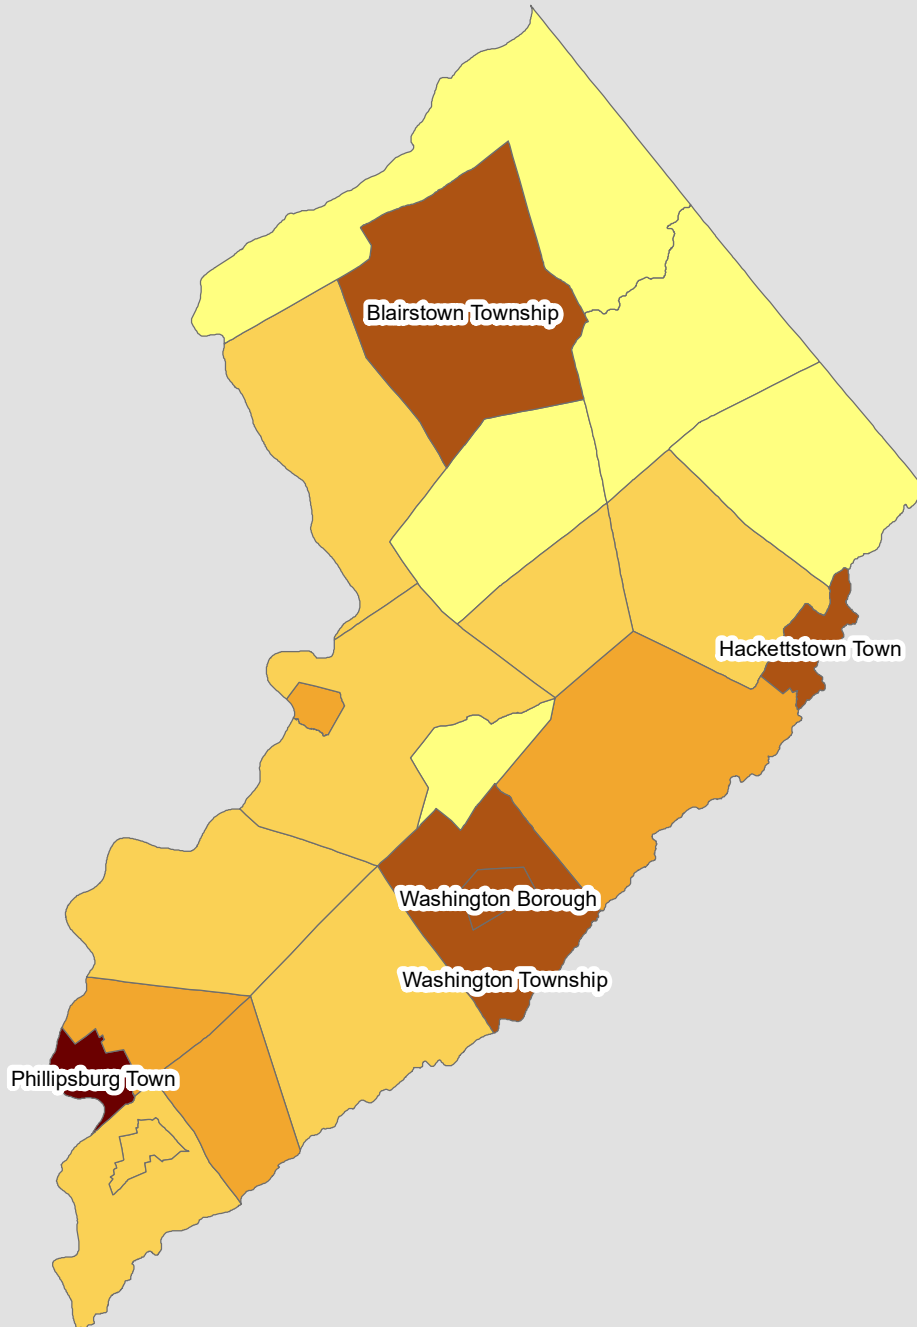 Blairstown Township
Hackettstown Town
Washington Borough
Washington Township
Phillipsburg Town